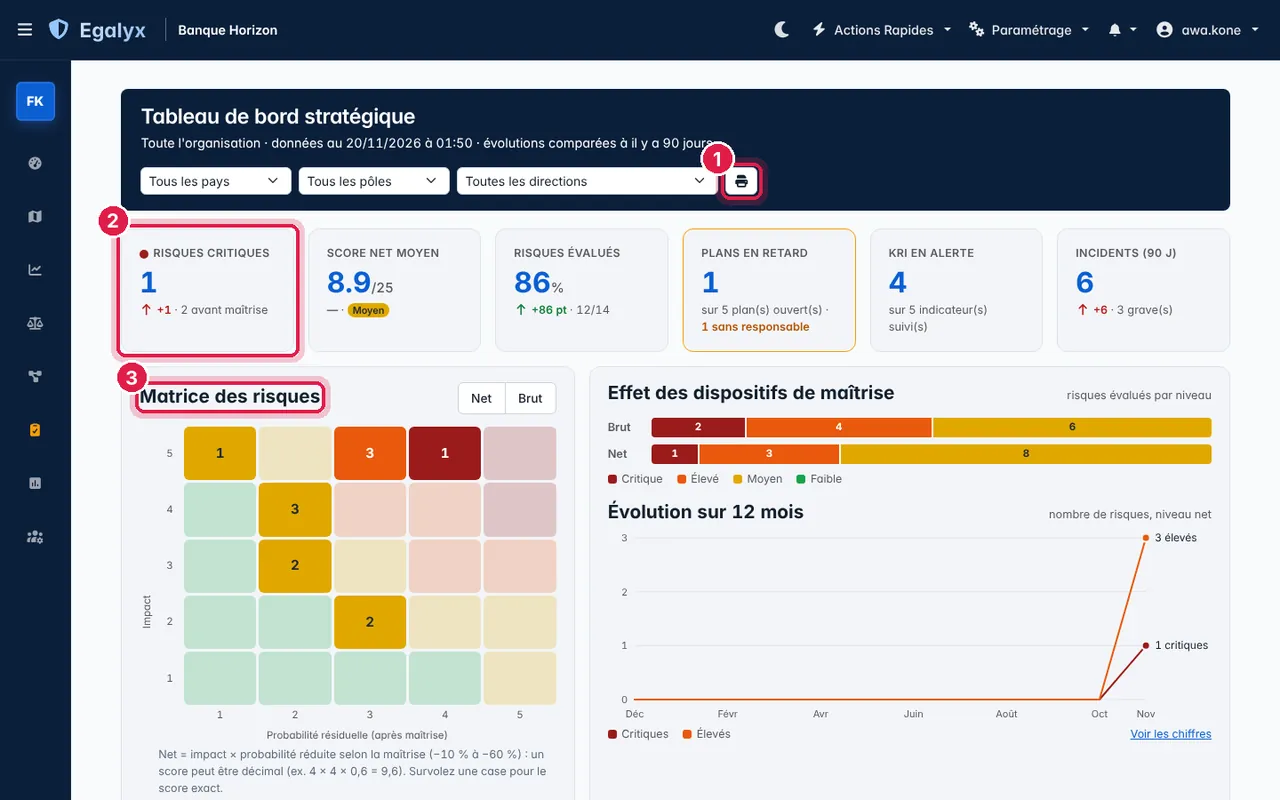 Egalyx
Banque Horizon
Actions Rapides
Paramétrage
awa.kone
FK
Tableau de bord stratégique
Toute l'organisation · données au 20/11/2026 à 01:50 · évolutions comparées à il y a 90 jours
1
Tous les pays
Tous les pôles
Toutes les directions
2
RISQUES CRITIQUES
1
↑ +1 · 2 avant maîtrise
SCORE NET MOYEN
8.9/25
— · Moyen
RISQUES ÉVALUÉS
86%
↑ +86 pt · 12/14
PLANS EN RETARD
1
sur 5 plan(s) ouvert(s) ·
1 sans responsable
KRI EN ALERTE
4
sur 5 indicateur(s)
suivi(s)
INCIDENTS (90 J)
6
↑ +6 · 3 grave(s)
3
Matrice des risques
Net
Brut
5
1
3
1
4
3
3
2
2
2
1
Impact
1 2 3 4 5
Probabilité résiduelle (après maîtrise)
Net = impact × probabilité réduite selon la maîtrise (−10 % à −60 %) : un
score peut être décimal (ex. 4 × 4 × 0,6 = 9,6). Survolez une case pour le
score exact.
Effet des dispositifs de maîtrise
risques évalués par niveau
Brut 2 4 6
Net 1 3 8
Critique Élevé Moyen Faible
Évolution sur 12 mois
nombre de risques, niveau net
3
3 élevés
2
1
1 critiques
0
Déc Févr Avr Juin Août Oct Nov
Critiques Élevés
Voir les chiffres